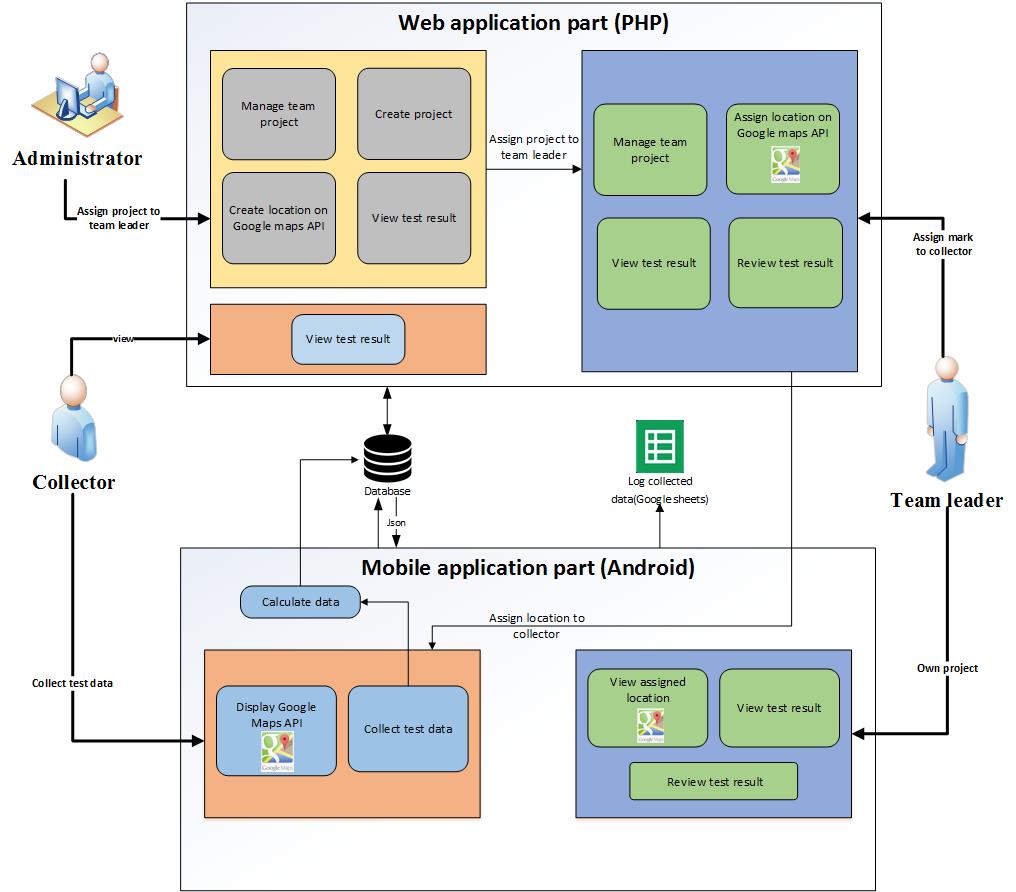 Web application part (PHP)
Manage team
project
Create project
Create location on
Google maps API
View test result
Assign project to
team leader
Manage team
project
Assign location on
Google maps API
Google Maps
View test result
Review test result
View test result
Administrator
Assign project to
team leader
view
Collector
Collect test data
Assign mark
to collector
Team leader
Own project
Database
Json
Log collected
data(Google sheets)
Mobile application part (Android)
Calculate data
Assign location to
collector
Display Google
Maps API
Google Maps
Collect test data
View assigned
location
Google Maps
View test result
Review test result